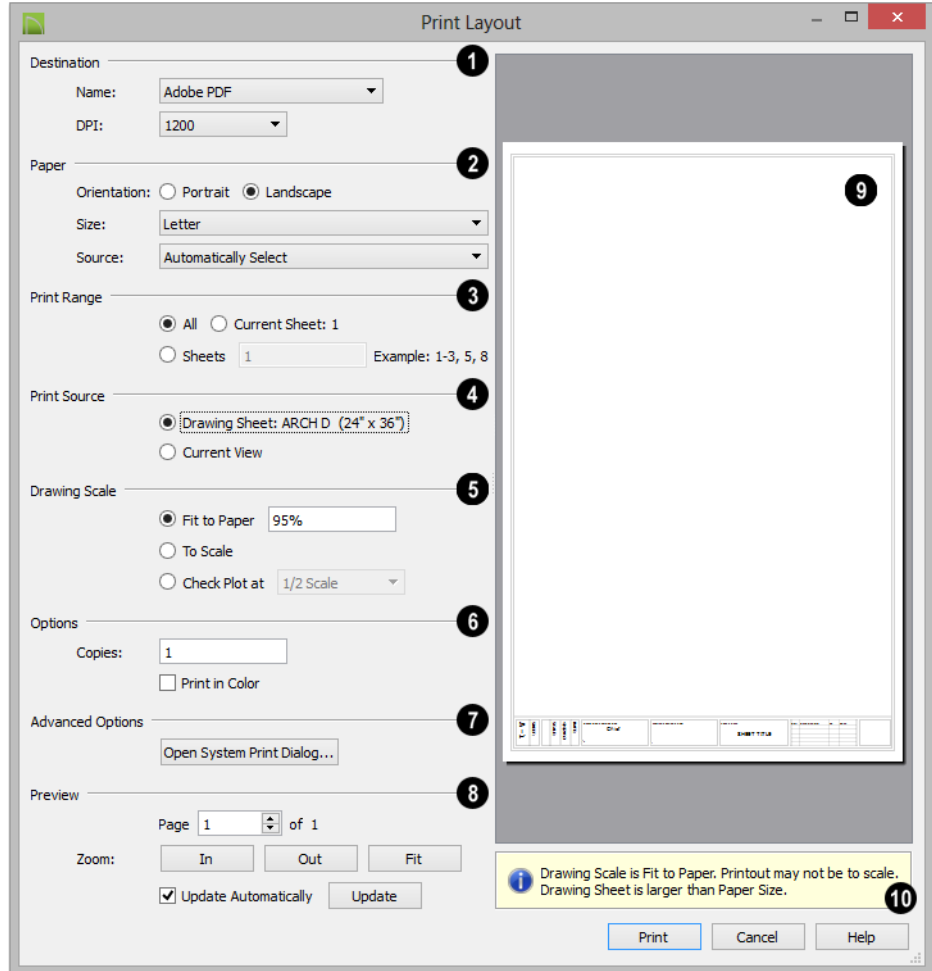 Print Layout
Destination 1
Name: Adobe PDF
DPI: 1200
Paper 2
Orientation: Portrait Landscape
Size: Letter
Source: Automatically Select
Print Range 3
All Current Sheet: 1
Sheets 1 Example: 1-3, 5, 8
Print Source 4
Drawing Sheet: ARCH D (24" x 36")
Current View
Drawing Scale 5
Fit to Paper 95%
To Scale
Check Plot at 1/2 Scale
Options 6
Copies: 1
Print in Color
Advanced Options 7
Open System Print Dialog...
Preview 8
Page 1 of 1
Zoom: In Out Fit
Update Automatically Update
9
SHEET TITLE
Drawing Scale is Fit to Paper. Printout may not be to scale.
Drawing Sheet is larger than Paper Size.
10
Print Cancel Help